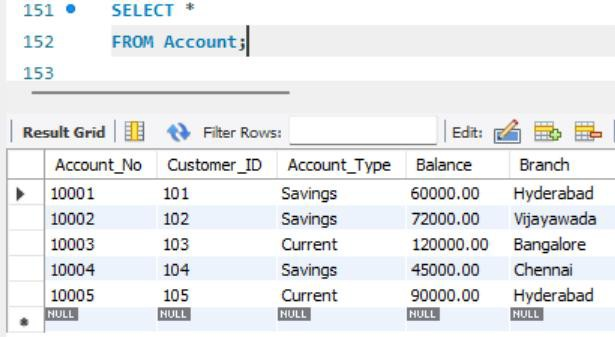 151 SELECT *
152 FROM Account;
153
Result Grid Filter Rows: Edit:
Account_No Customer_ID Account_Type Balance Branch
10001 101 Savings 60000.00 Hyderabad
10002 102 Savings 72000.00 Vijayawada
10003 103 Current 120000.00 Bangalore
10004 104 Savings 45000.00 Chennai
10005 105 Current 90000.00 Hyderabad
NULL NULL NULL NULL NULL